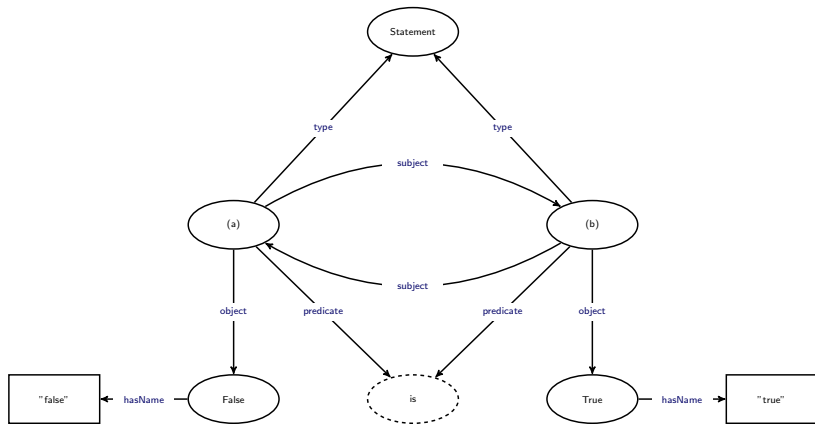 Statement
type
type
subject
(a)
(b)
subject
object
predicate
predicate
object
"false"
hasName
False
is
True
hasName
"true"